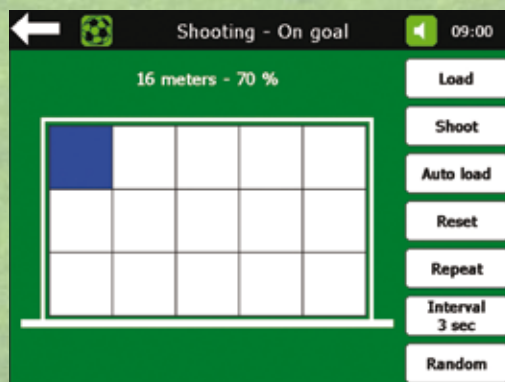 Shooting - On goal
09:00
16 meters - 70 %
Load
Shoot
Auto load
Reset
Repeat
Interval
3 sec
Random